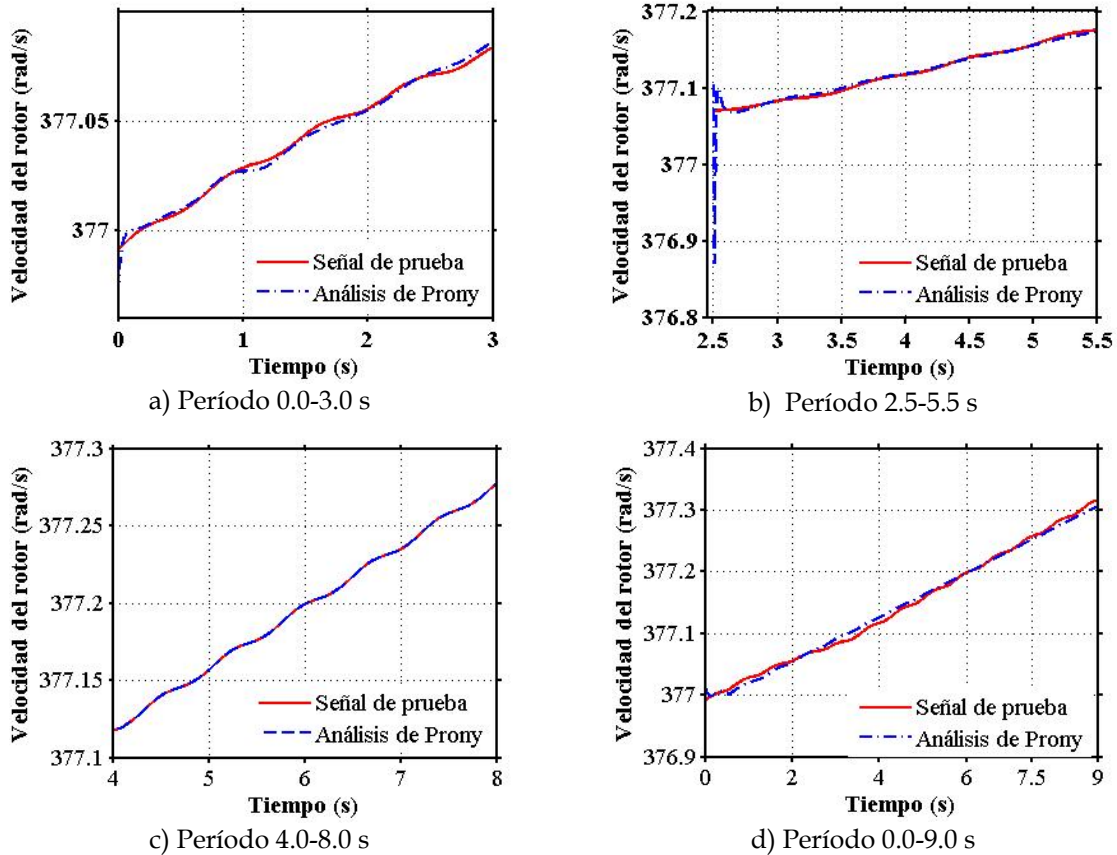 Velocidad del rotor (rad/s)
377.05
377
Señal de prueba
Análisis de Prony
0 1 2 3
Tiempo (s)
a) Período 0.0-3.0 s
Velocidad del rotor (rad/s)
377.2
377.1
377
376.9
376.8
Señal de prueba
Análisis de Prony
2.5 3 3.5 4 4.5 5 5.5
Tiempo (s)
b) Período 2.5-5.5 s
Velocidad del rotor (rad/s)
377.3
377.25
377.2
377.15
377.1
Señal de prueba
Análisis de Prony
4 5 6 7 8
Tiempo (s)
c) Período 4.0-8.0 s
Velocidad del rotor (rad/s)
377.4
377.3
377.2
377.1
377
376.9
Señal de prueba
Análisis de Prony
0 2 4 6 7.5 9
Tiempo (s)
d) Período 0.0-9.0 s